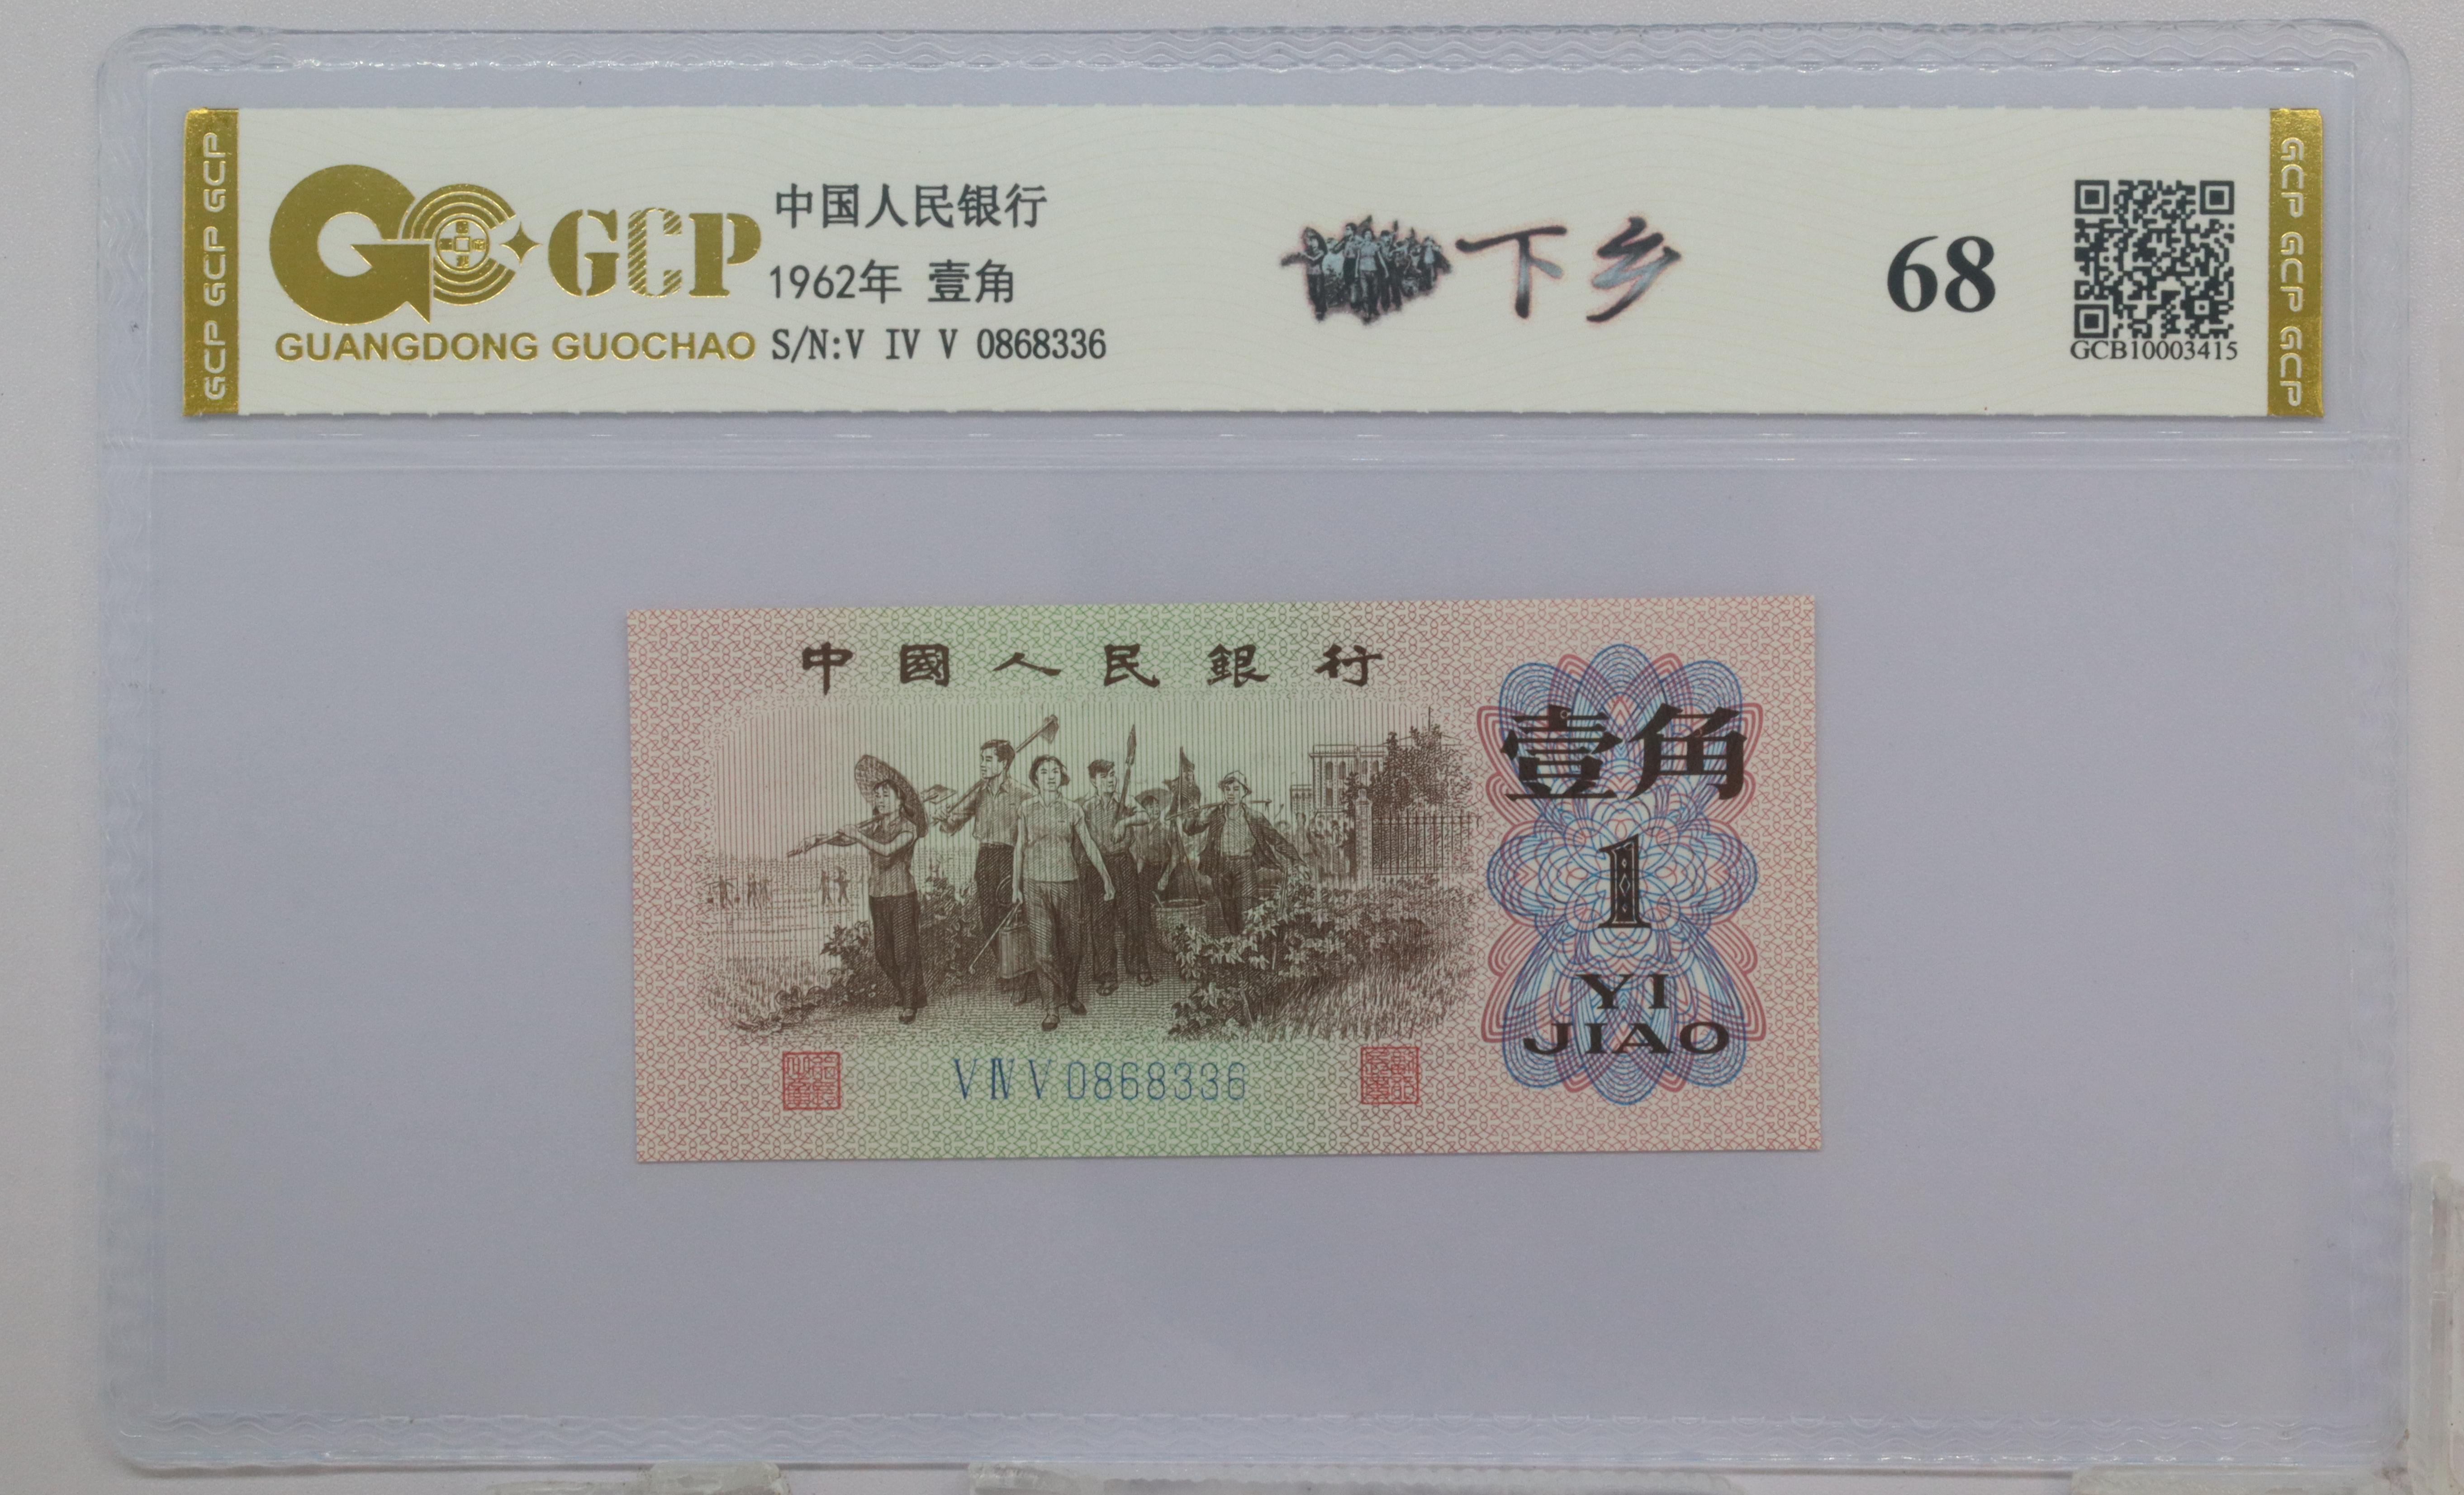 GCP GCP GCP
GCP
GUANGDONG GUOCHAO
中国人民银行
1962年 壹角
S/N:V IV V 0868336
下乡
68
GCB10003415
GCP GCP GCP
中國人民銀行
壹角
1
YI
JIAO
V IV V 0868336